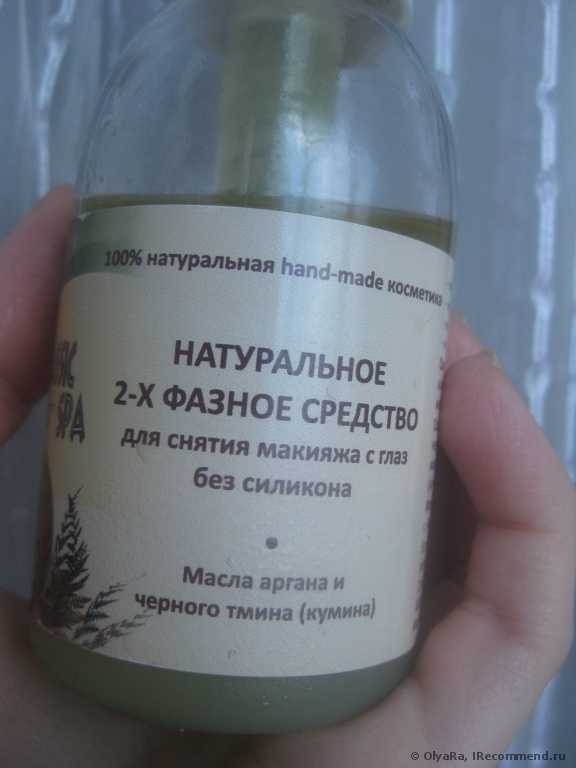 100% натуральная hand-made косметика
НАТУРАЛЬНОЕ
2-Х ФАЗНОЕ СРЕДСТВО
для снятия макияжа с глаз
без силикона
Масла аргана и
черного тмина (кумина)
© OlyaRa, IRecommend.ru